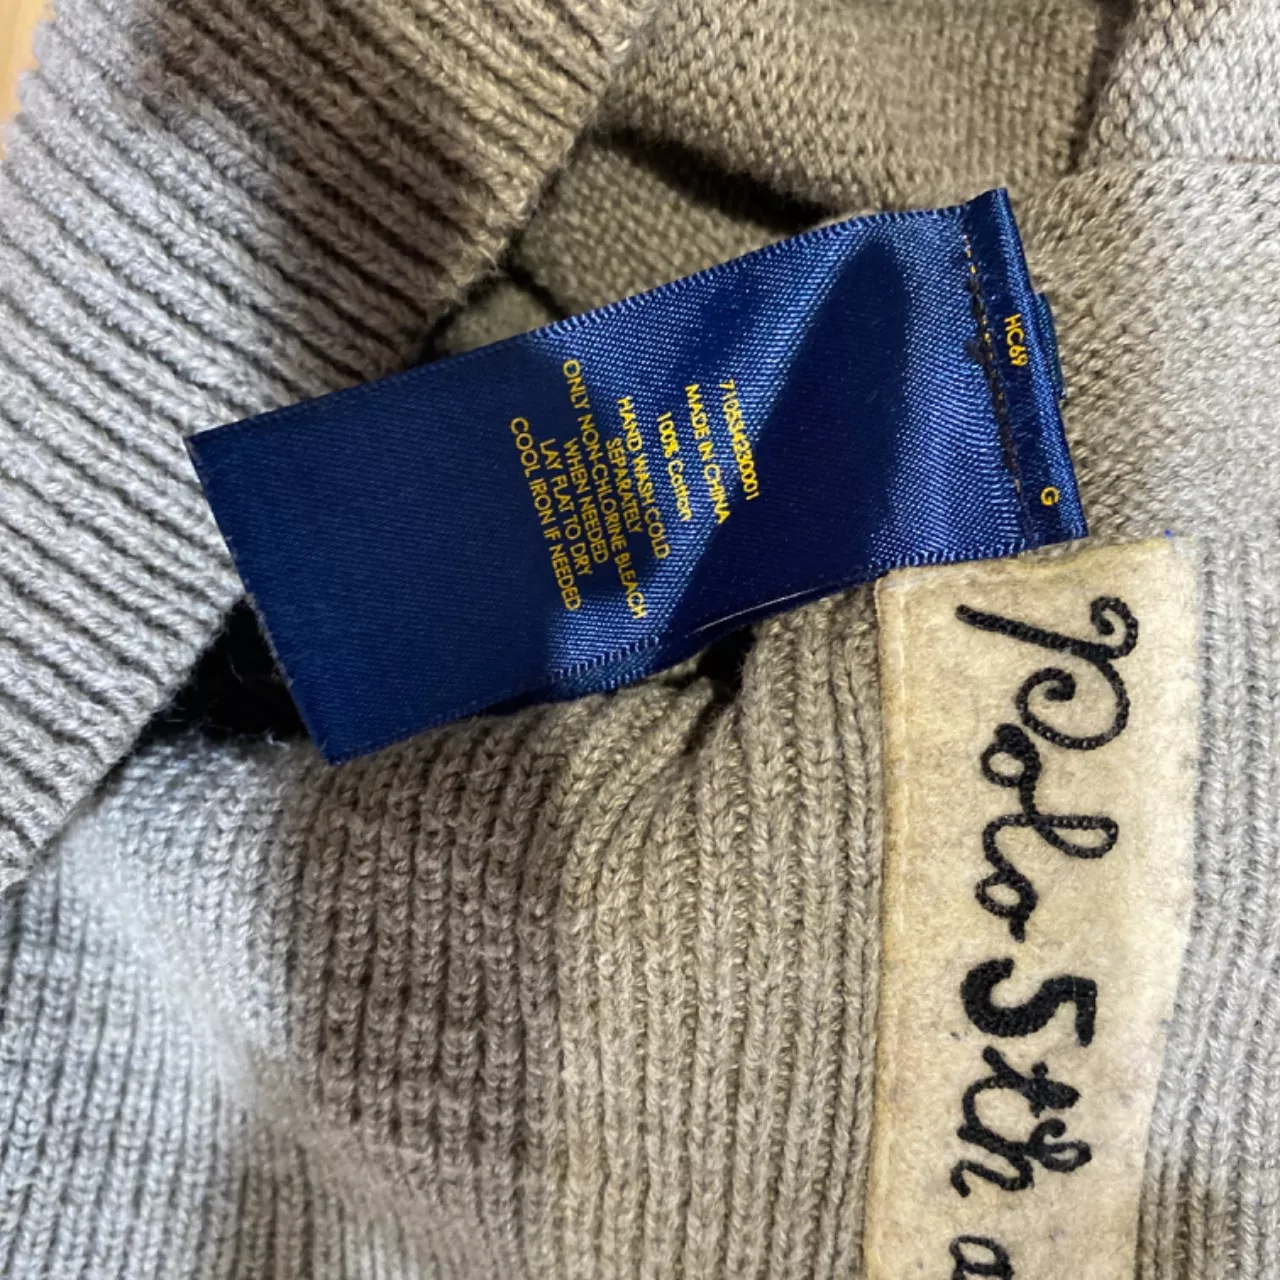 HC69
G
710534230001
MADE IN CHINA
100% Cotton
HAND WASH COLD
SEPARATELY
ONLY NON-CHLORINE BLEACH
WHEN NEEDED
LAY FLAT TO DRY
COOL IRON IF NEEDED
Polo 5th a